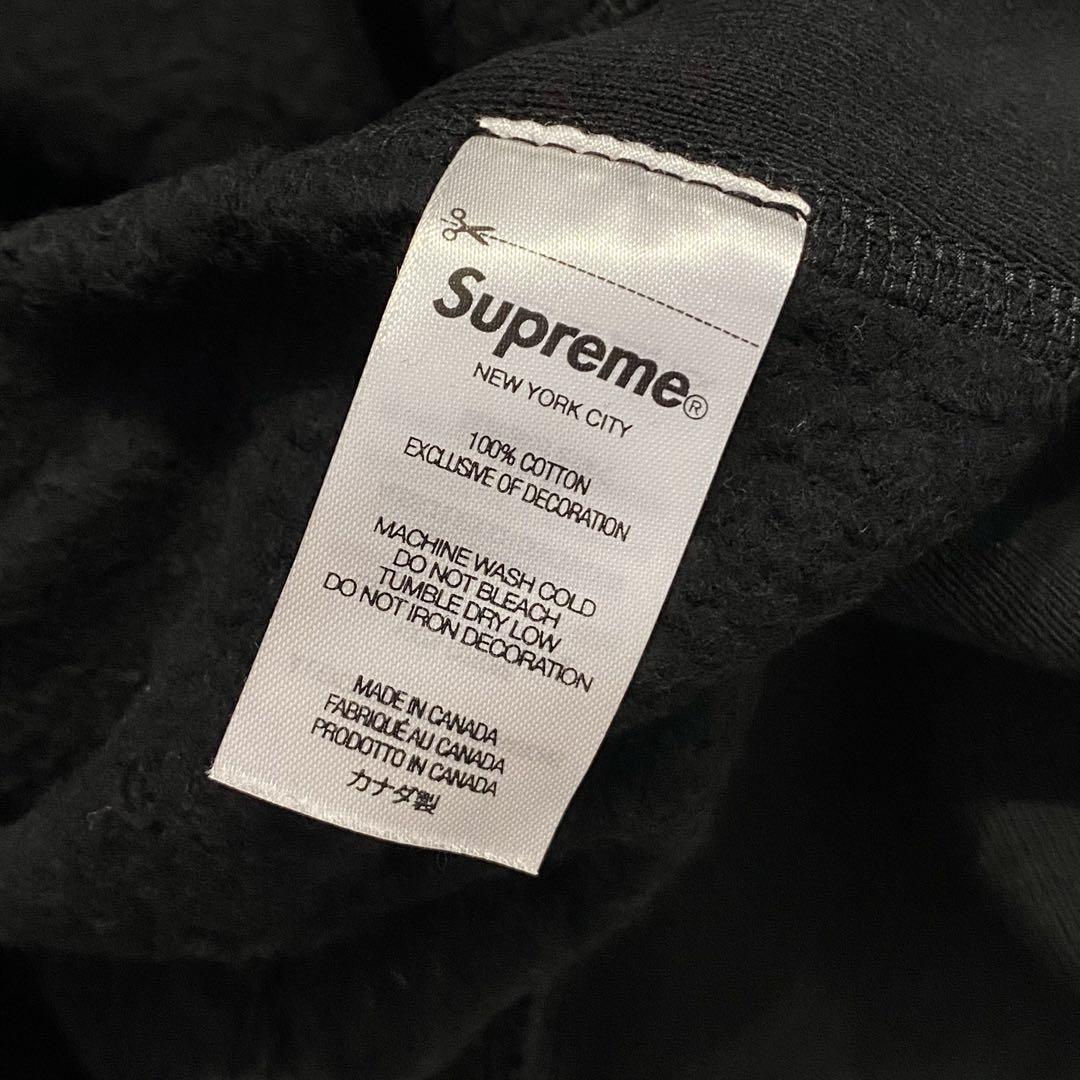 Supreme®
NEW YORK CITY
100% COTTON
EXCLUSIVE OF DECORATION
MACHINE WASH COLD
DO NOT BLEACH
TUMBLE DRY LOW
DO NOT IRON DECORATION
MADE IN CANADA
FABRIQUÉ AU CANADA
PRODOTTO IN CANADA
カナダ製